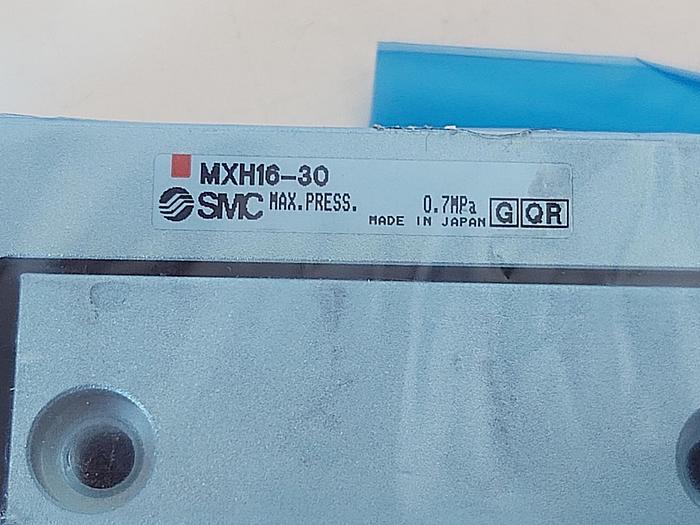 MXH16-30
SMC MAX.PRESS. 0.7MPa
MADE IN JAPAN G QR